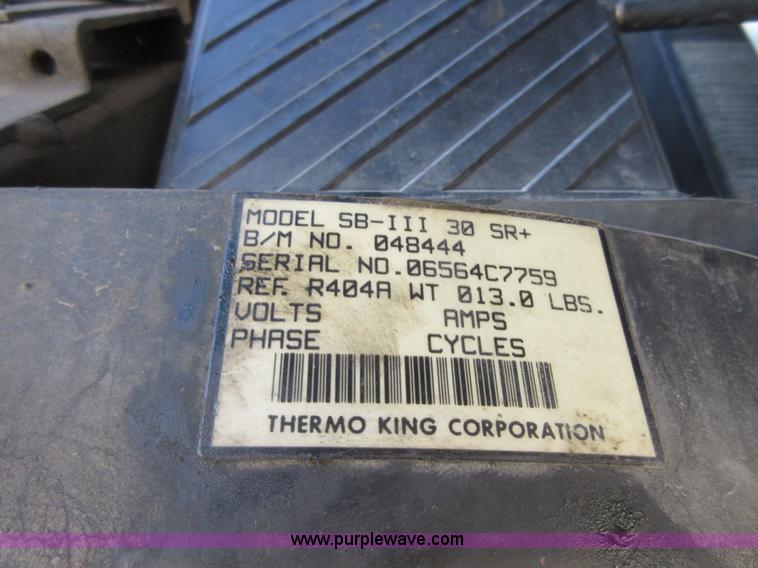 MODEL SB-III 30 SR+
B/M NO. 048444
SERIAL NO.06564C7759
REF. R404A WT 013.0 LBS.
VOLTS AMPS
PHASE CYCLES
THERMO KING CORPORATION
www.purplewave.com